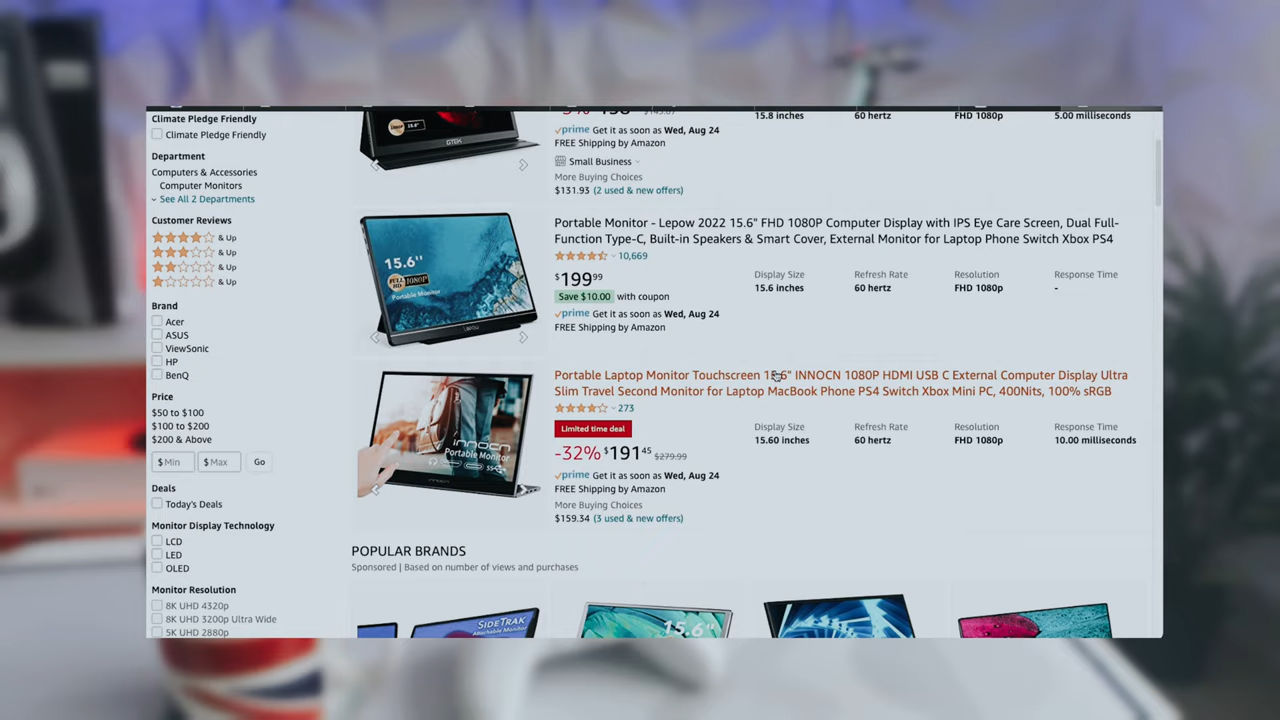 Climate Pledge Friendly
Climate Pledge Friendly
Department
Computers & Accessories
Computer Monitors
See All 2 Departments
Customer Reviews
& Up
& Up
& Up
& Up
Brand
Acer
ASUS
ViewSonic
HP
BenQ
Price
$50 to $100
$100 to $200
$200 & Above
$ Min $ Max Go
Deals
Today's Deals
Monitor Display Technology
LCD
LED
OLED
Monitor Resolution
8K UHD 4320p
8K UHD 3200p Ultra Wide
5K UHD 2880p
GTEK
15.8 inches 60 hertz FHD 1080p 5.00 milliseconds
prime Get it as soon as Wed, Aug 24
FREE Shipping by Amazon
Small Business
More Buying Choices
$131.93 (2 used & new offers)
15.6"
FULL HD 1080P
Portable Monitor
Lepow
Portable Monitor - Lepow 2022 15.6" FHD 1080P Computer Display with IPS Eye Care Screen, Dual Full-
Function Type-C, Built-in Speakers & Smart Cover, External Monitor for Laptop Phone Switch Xbox PS4
10,669
$199.99
Save $10.00 with coupon
prime Get it as soon as Wed, Aug 24
FREE Shipping by Amazon
Display Size Refresh Rate Resolution Response Time
15.6 inches 60 hertz FHD 1080p -
innocn
Portable Monitor
Portable Laptop Monitor Touchscreen 15.6" INNOCN 1080P HDMI USB C External Computer Display Ultra
Slim Travel Second Monitor for Laptop MacBook Phone PS4 Switch Xbox Mini PC, 400Nits, 100% sRGB
273
Limited time deal
-32% $191.45 $279.99
prime Get it as soon as Wed, Aug 24
FREE Shipping by Amazon
More Buying Choices
$159.34 (3 used & new offers)
Display Size Refresh Rate Resolution Response Time
15.60 inches 60 hertz FHD 1080p 10.00 milliseconds
POPULAR BRANDS
Sponsored | Based on number of views and purchases
SIDETRAK
Attachable Monitor
15.6"